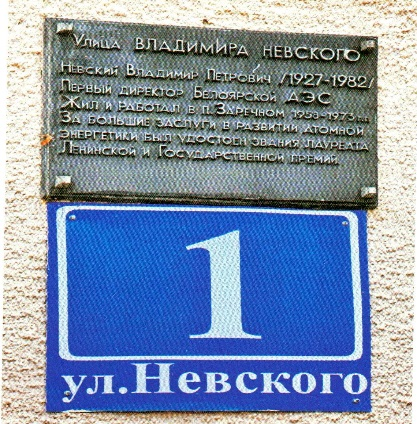 Улица ВЛАДИМИРА НЕВСКОГО
Невский Владимир Петрович /1927-1982/
Первый директор Белоярской АЭС
Жил и работал в п. Заречном 1958-1973 г.г.
За большие заслуги в развитии атомной
энергетики был удостоен звания лауреата
Ленинской и Государственной премий
1
ул.Невского